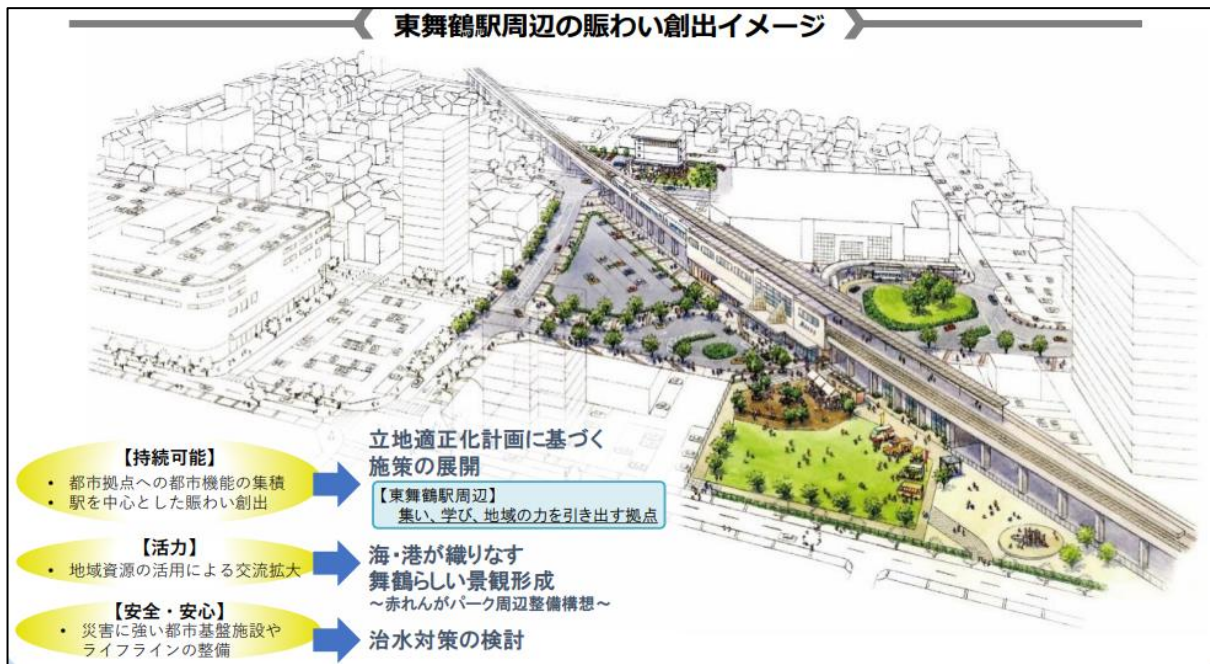 東舞鶴駅周辺の賑わい創出イメージ
【持続可能】
• 都市拠点への都市機能の集積
• 駅を中心とした賑わい創出
立地適正化計画に基づく
施策の展開
【東舞鶴駅周辺】
集い、学び、地域の力を引き出す拠点
【活力】
• 地域資源の活用による交流拡大
海・港が織りなす
舞鶴らしい景観形成
～赤れんがパーク周辺整備構想～
【安全・安心】
• 災害に強い都市基盤施設や
ライフラインの整備
治水対策の検討